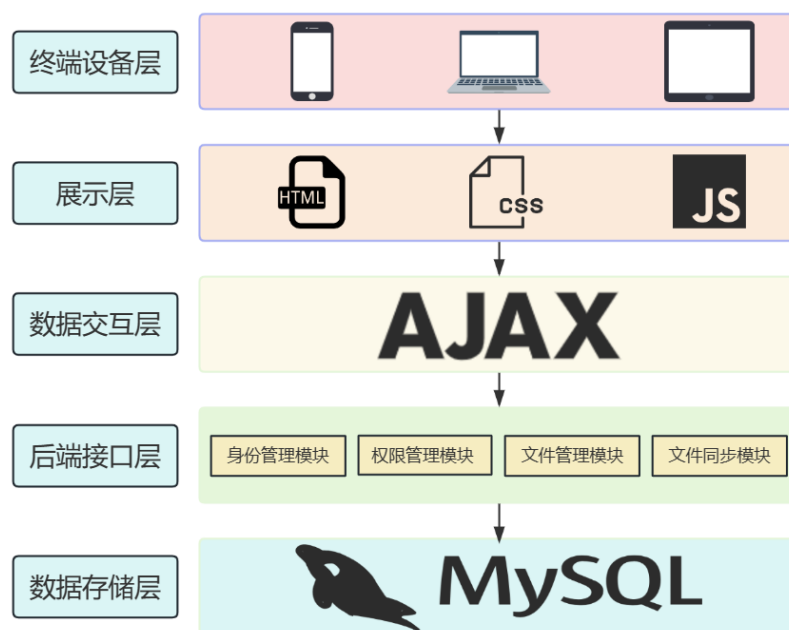 终端设备层
展示层
HTML
CSS
JS
数据交互层
AJAX
后端接口层
身份管理模块
权限管理模块
文件管理模块
文件同步模块
数据存储层
MySQL